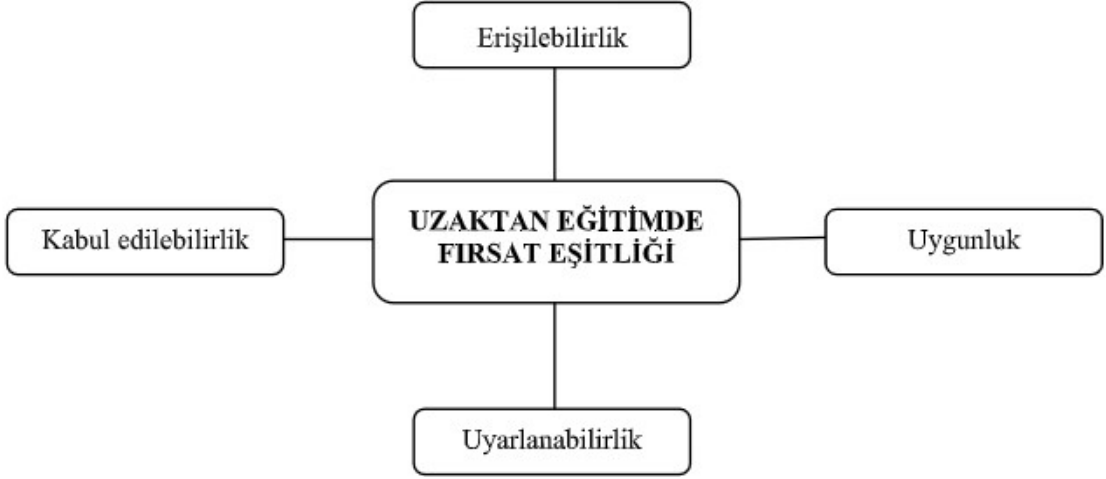 Erişilebilirlik
Kabul edilebilirlik
UZAKTAN EĞİTİMDE
FIRSAT EŞİTLİĞİ
Uygunluk
Uyarlanabilirlik